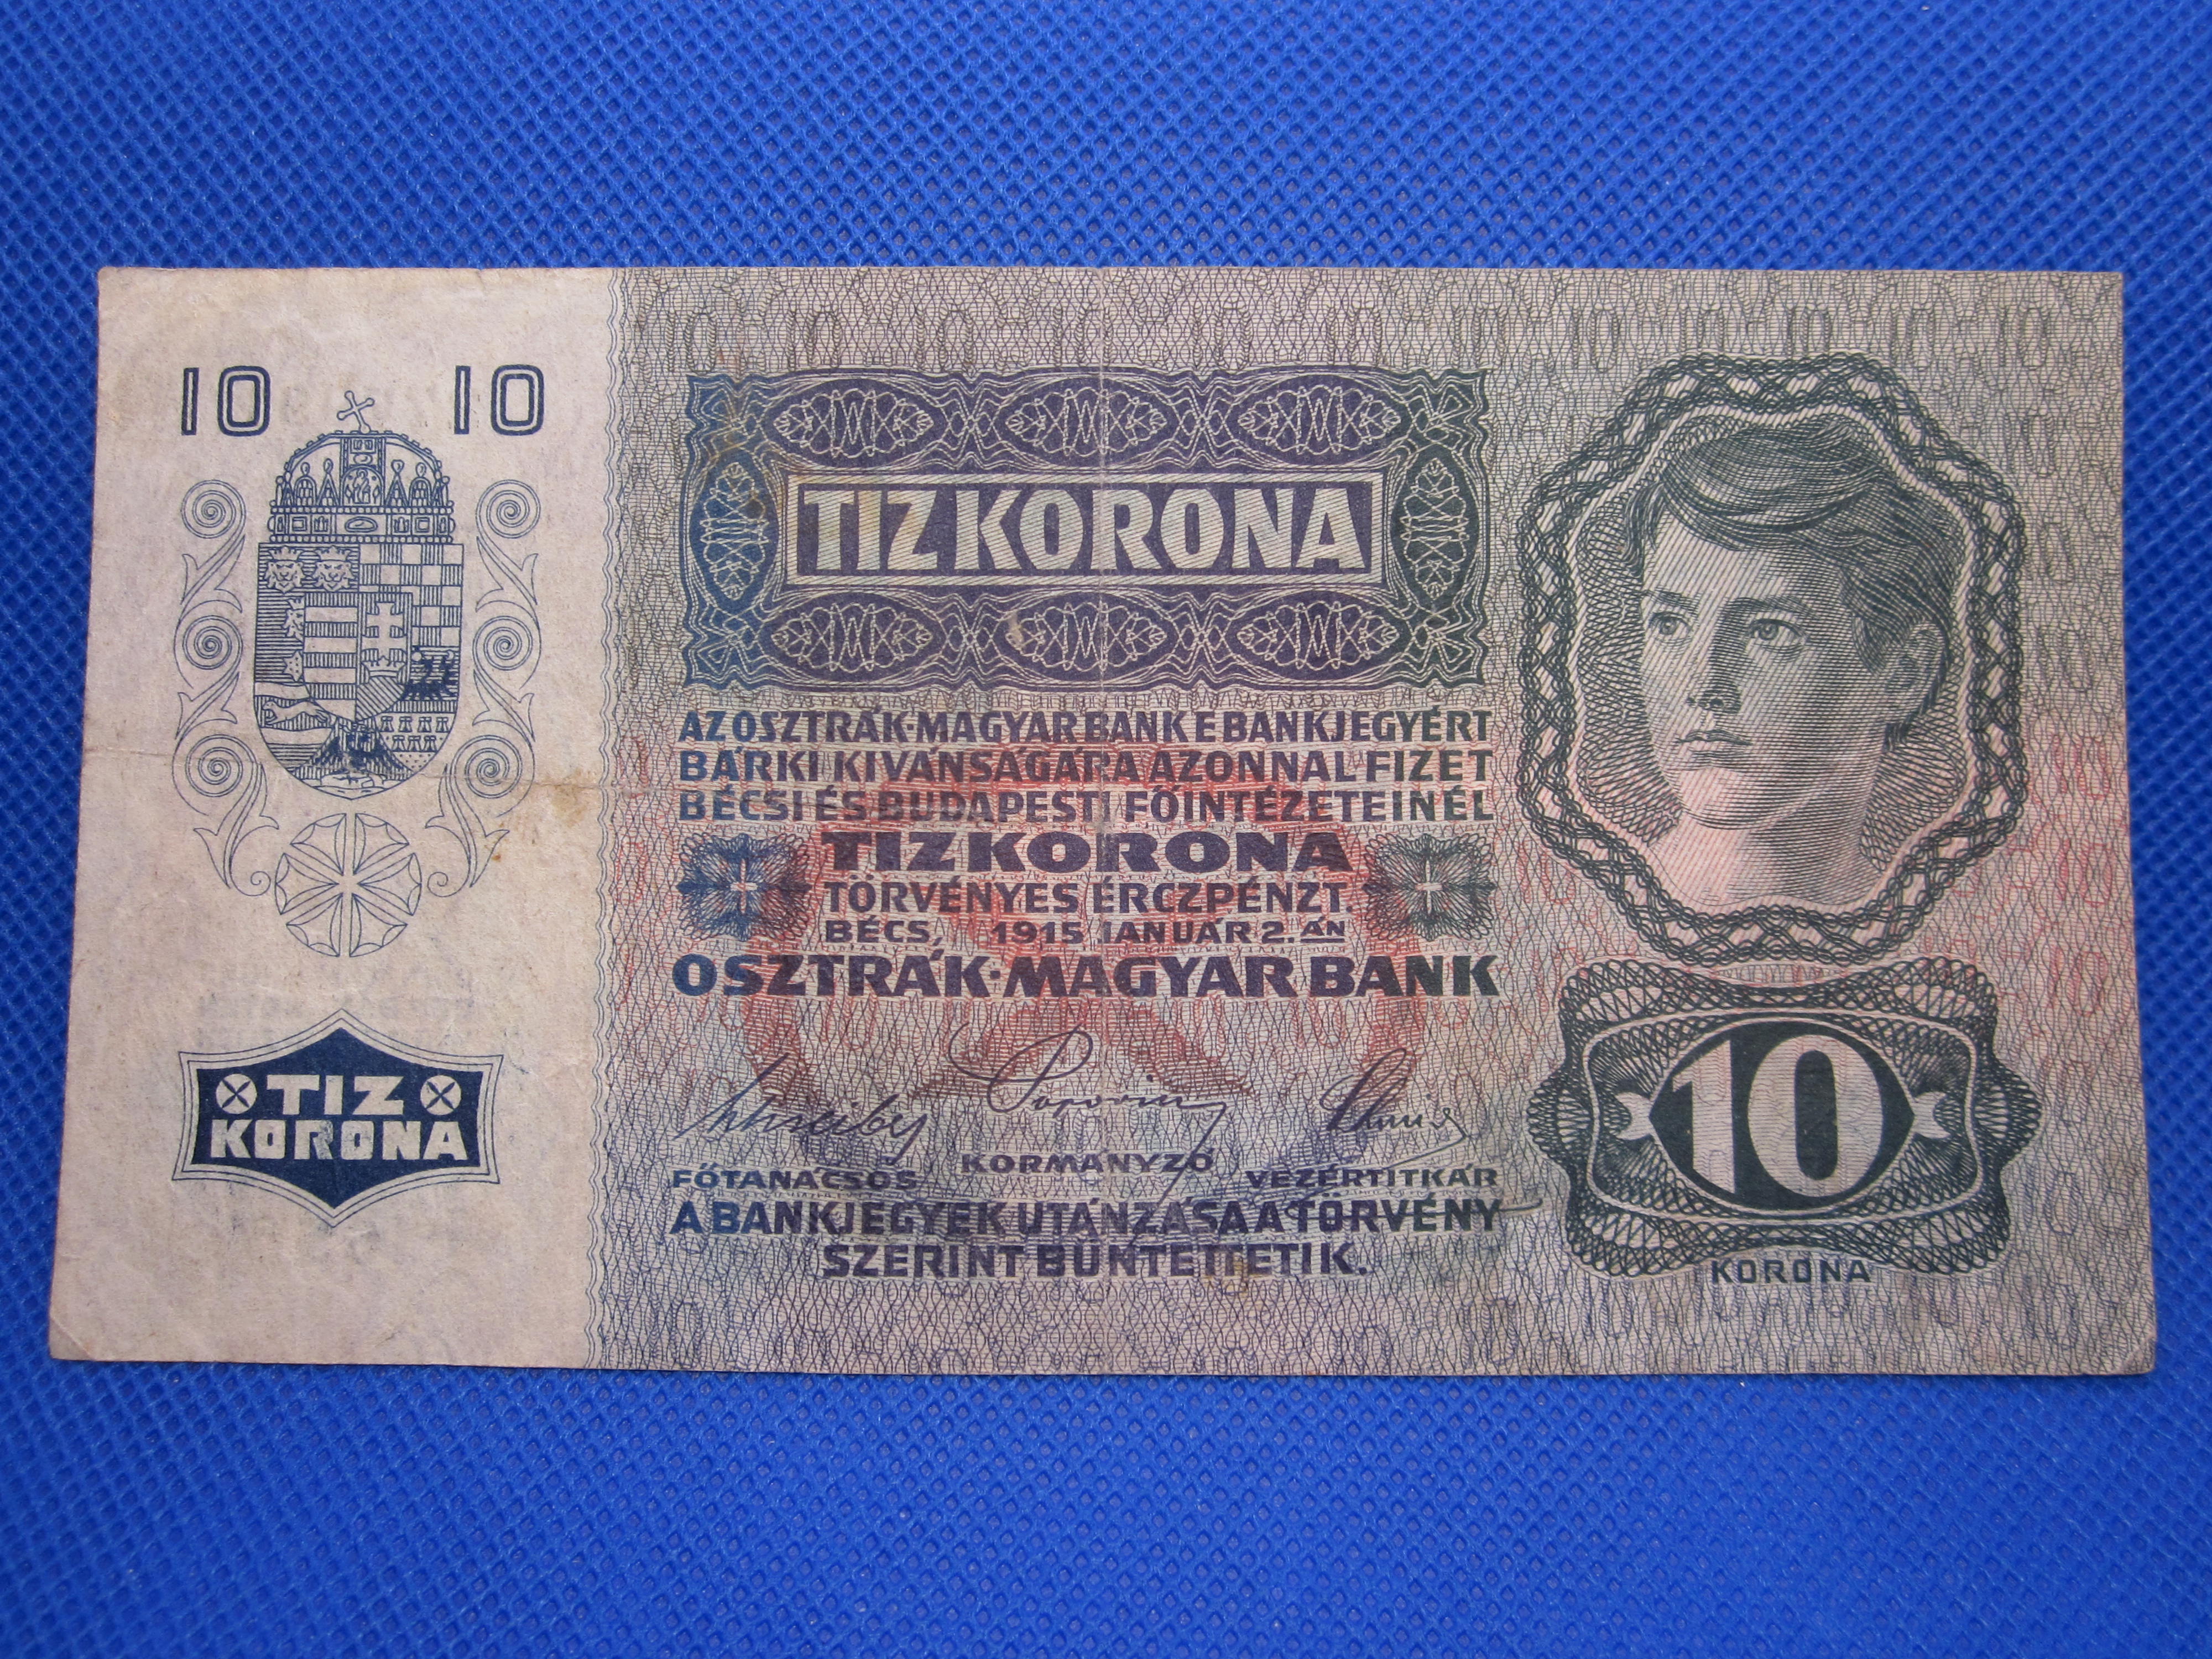 10 10
TIZ KORONA
AZ OSZTRÁK-MAGYAR BANK E BANKJEGYÉRT
BÁRKI KIVÁNSÁGÁRA AZONNAL FIZET
BÉCSI ÉS BUDAPESTI FŐINTÉZETEINÉL
TIZ KORONA
TÖRVÉNYES ÉRCZPÉNZT.
BÉCS, 1915 JANUÁR 2.ÁN
OSZTRÁK-MAGYAR BANK
FŐTANÁCSOS KORMÁNYZÓ VEZÉRTITKÁR
A BANKJEGYEK UTÁNZÁSA A TÖRVÉNY
SZERINT BÜNTETTETIK.
TIZ
KORONA
10
KORONA